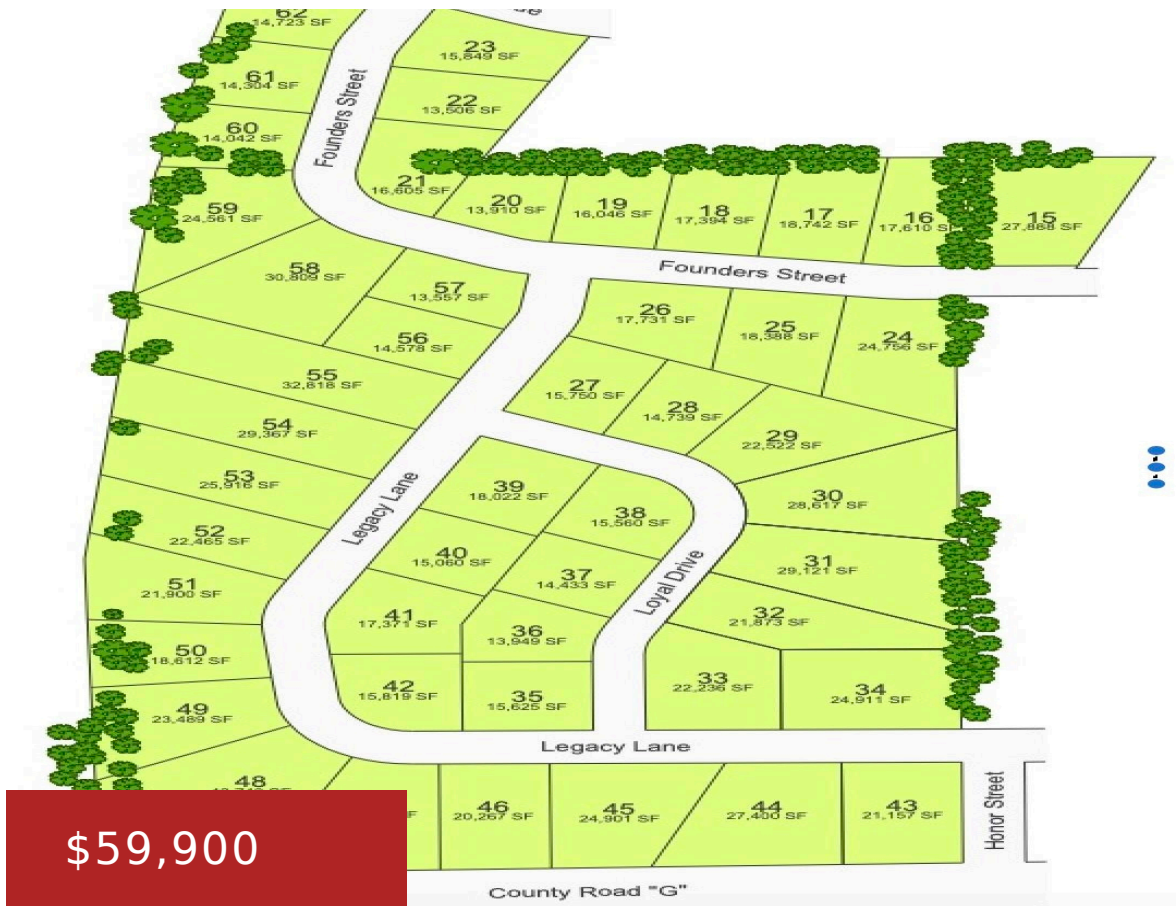 62
14,723 SF
23
15,849 SF
61
14,304 SF
22
13,506 SF
60
14,042 SF
Founders Street
21
16,605 SF
20
13,910 SF
19
16,046 SF
18
17,394 SF
17
18,742 SF
16
17,610 SF
15
27,888 SF
59
24,561 SF
58
30,809 SF
57
13,557 SF
Founders Street
56
14,578 SF
26
17,731 SF
25
18,388 SF
24
24,756 SF
55
32,818 SF
27
15,750 SF
28
14,739 SF
54
29,367 SF
29
22,522 SF
53
25,916 SF
39
18,022 SF
30
28,617 SF
Legacy Lane
38
15,560 SF
52
22,465 SF
40
15,060 SF
37
14,433 SF
Loyal Drive
31
29,121 SF
51
21,900 SF
41
17,371 SF
36
13,949 SF
32
21,873 SF
50
18,612 SF
42
15,819 SF
35
15,625 SF
33
22,236 SF
34
24,911 SF
49
23,489 SF
Legacy Lane
48
46
20,267 SF
45
24,901 SF
44
27,400 SF
43
21,157 SF
Honor Street
$59,900
County Road "G"